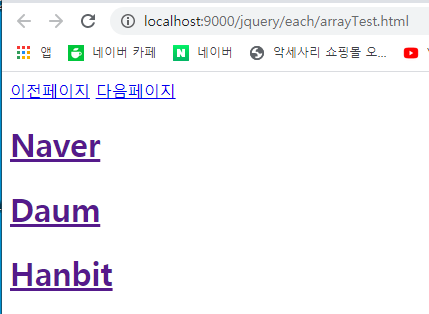 localhost:9000/jquery/each/arrayTest.html
앱 네이버 카페 N 네이버 악세사리 쇼핑몰 오...
이전페이지 다음페이지
Naver
Daum
Hanbit